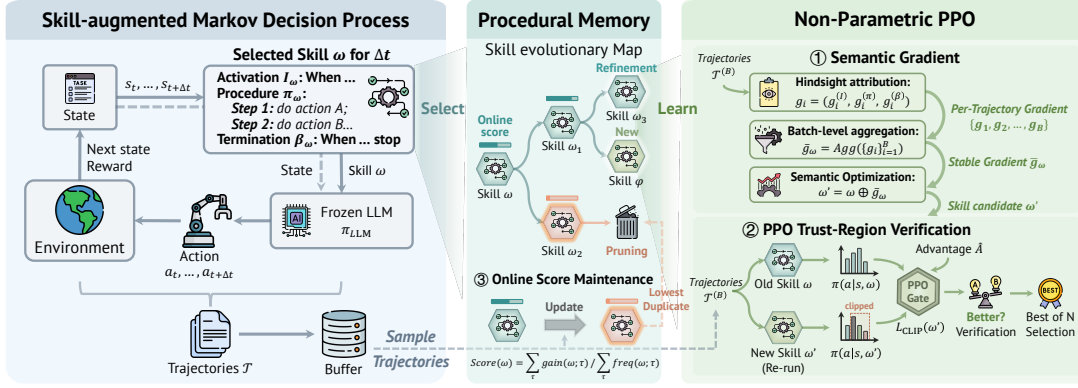 Skill-augmented Markov Decision Process
Selected Skill ω for Δt
TASK
State
s_t, … , s_{t+Δt}
Activation I_ω: When ...
Procedure π_ω:
Step 1: do action A;
Step 2: do action B...
Termination β_ω: When ... stop
Next state
Reward
State
Skill ω
Environment
Action
a_t, … , a_{t+Δt}
AI
Frozen LLM
π_LLM
Trajectories 𝒯
Buffer
Sample
Trajectories
Select
Procedural Memory
Skill evolutionary Map
Refinement
Online
score
Skill ω_3
Skill ω_1
New
Skill ω
Skill φ
Skill ω_2
Pruning
③ Online Score Maintenance
Update
Lowest
Duplicate
Score(ω) = ∑_τ gain(ω; τ) / ∑_τ freq(ω; τ)
Learn
Non-Parametric PPO
① Semantic Gradient
Trajectories
𝒯^(B)
Hindsight attribution:
g_i = (g_i^(I), g_i^(π), g_i^(β))
Batch-level aggregation:
ḡ_ω = Agg({g_i}_{i=1}^B)
Semantic Optimization:
ω′ = ω ⊕ ḡ_ω
Per-Trajectory Gradient
{g_1, g_2, … , g_B}
Stable Gradient ḡ_ω
Skill candidate ω′
② PPO Trust-Region Verification
Trajectories
𝒯^(B)
Old Skill ω
π(a|s, ω)
Advantage Â
PPO
Gate
A
B
BEST
clipped
New Skill ω′
(Re-run)
π(a|s, ω′)
L_CLIP(ω′)
Better?
Verification
Best of N
Selection